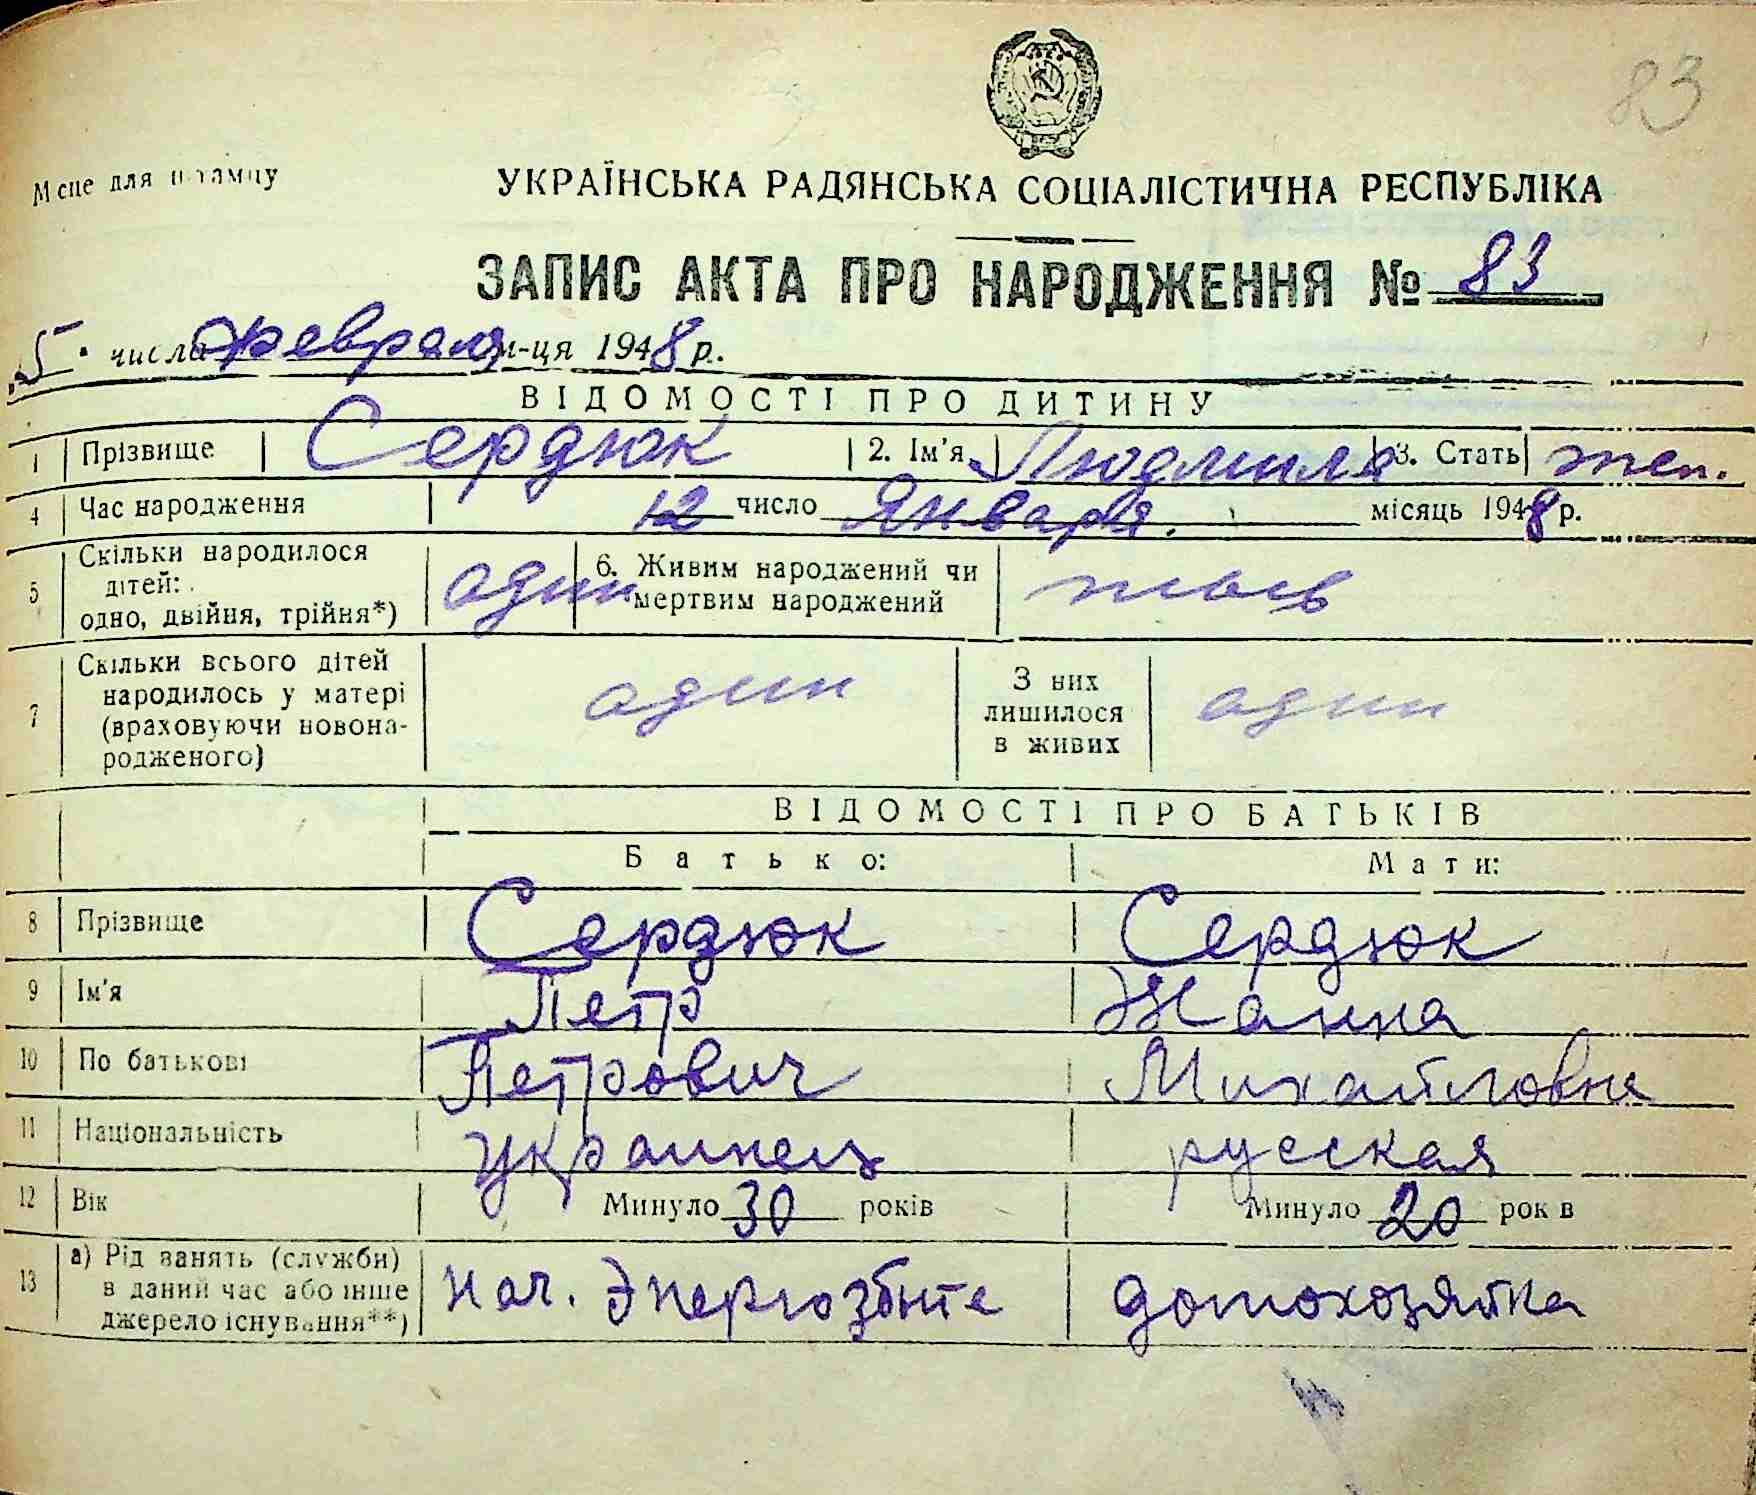 83
Місце для штампу
УКРАЇНСЬКА РАДЯНСЬКА СОЦІАЛІСТИЧНА РЕСПУБЛІКА
ЗАПИС АКТА ПРО НАРОДЖЕННЯ № 83
5 числа февраля м-ця 1948 р.
ВІДОМОСТІ ПРО ДИТИНУ
1 Прізвище Сердюк 2. Ім'я Людмила 3. Стать жен.
4 Час народження 12 число Января. місяць 1948 р.
5 Скільки народилося
дітей:
одно, двійня, трійня*) один 6. Живим народжений чи
мертвим народжений
7 Скільки всього дітей
народилось у матері
(враховуючи новона-
родженого) один З них
лишилося
в живих один
ВІДОМОСТІ ПРО БАТЬКІВ
Батько: Мати:
8 Прізвище Сердюк Сердюк
9 Ім'я Петр Жанна
10 По батькові Петрович Михайловна
11 Національність украинец русская
12 Вік Минуло 30 років Минуло 20 років
13 а) Рід занять (служби)
в даний час або інше
джерело існування**) нач. домохозяйка